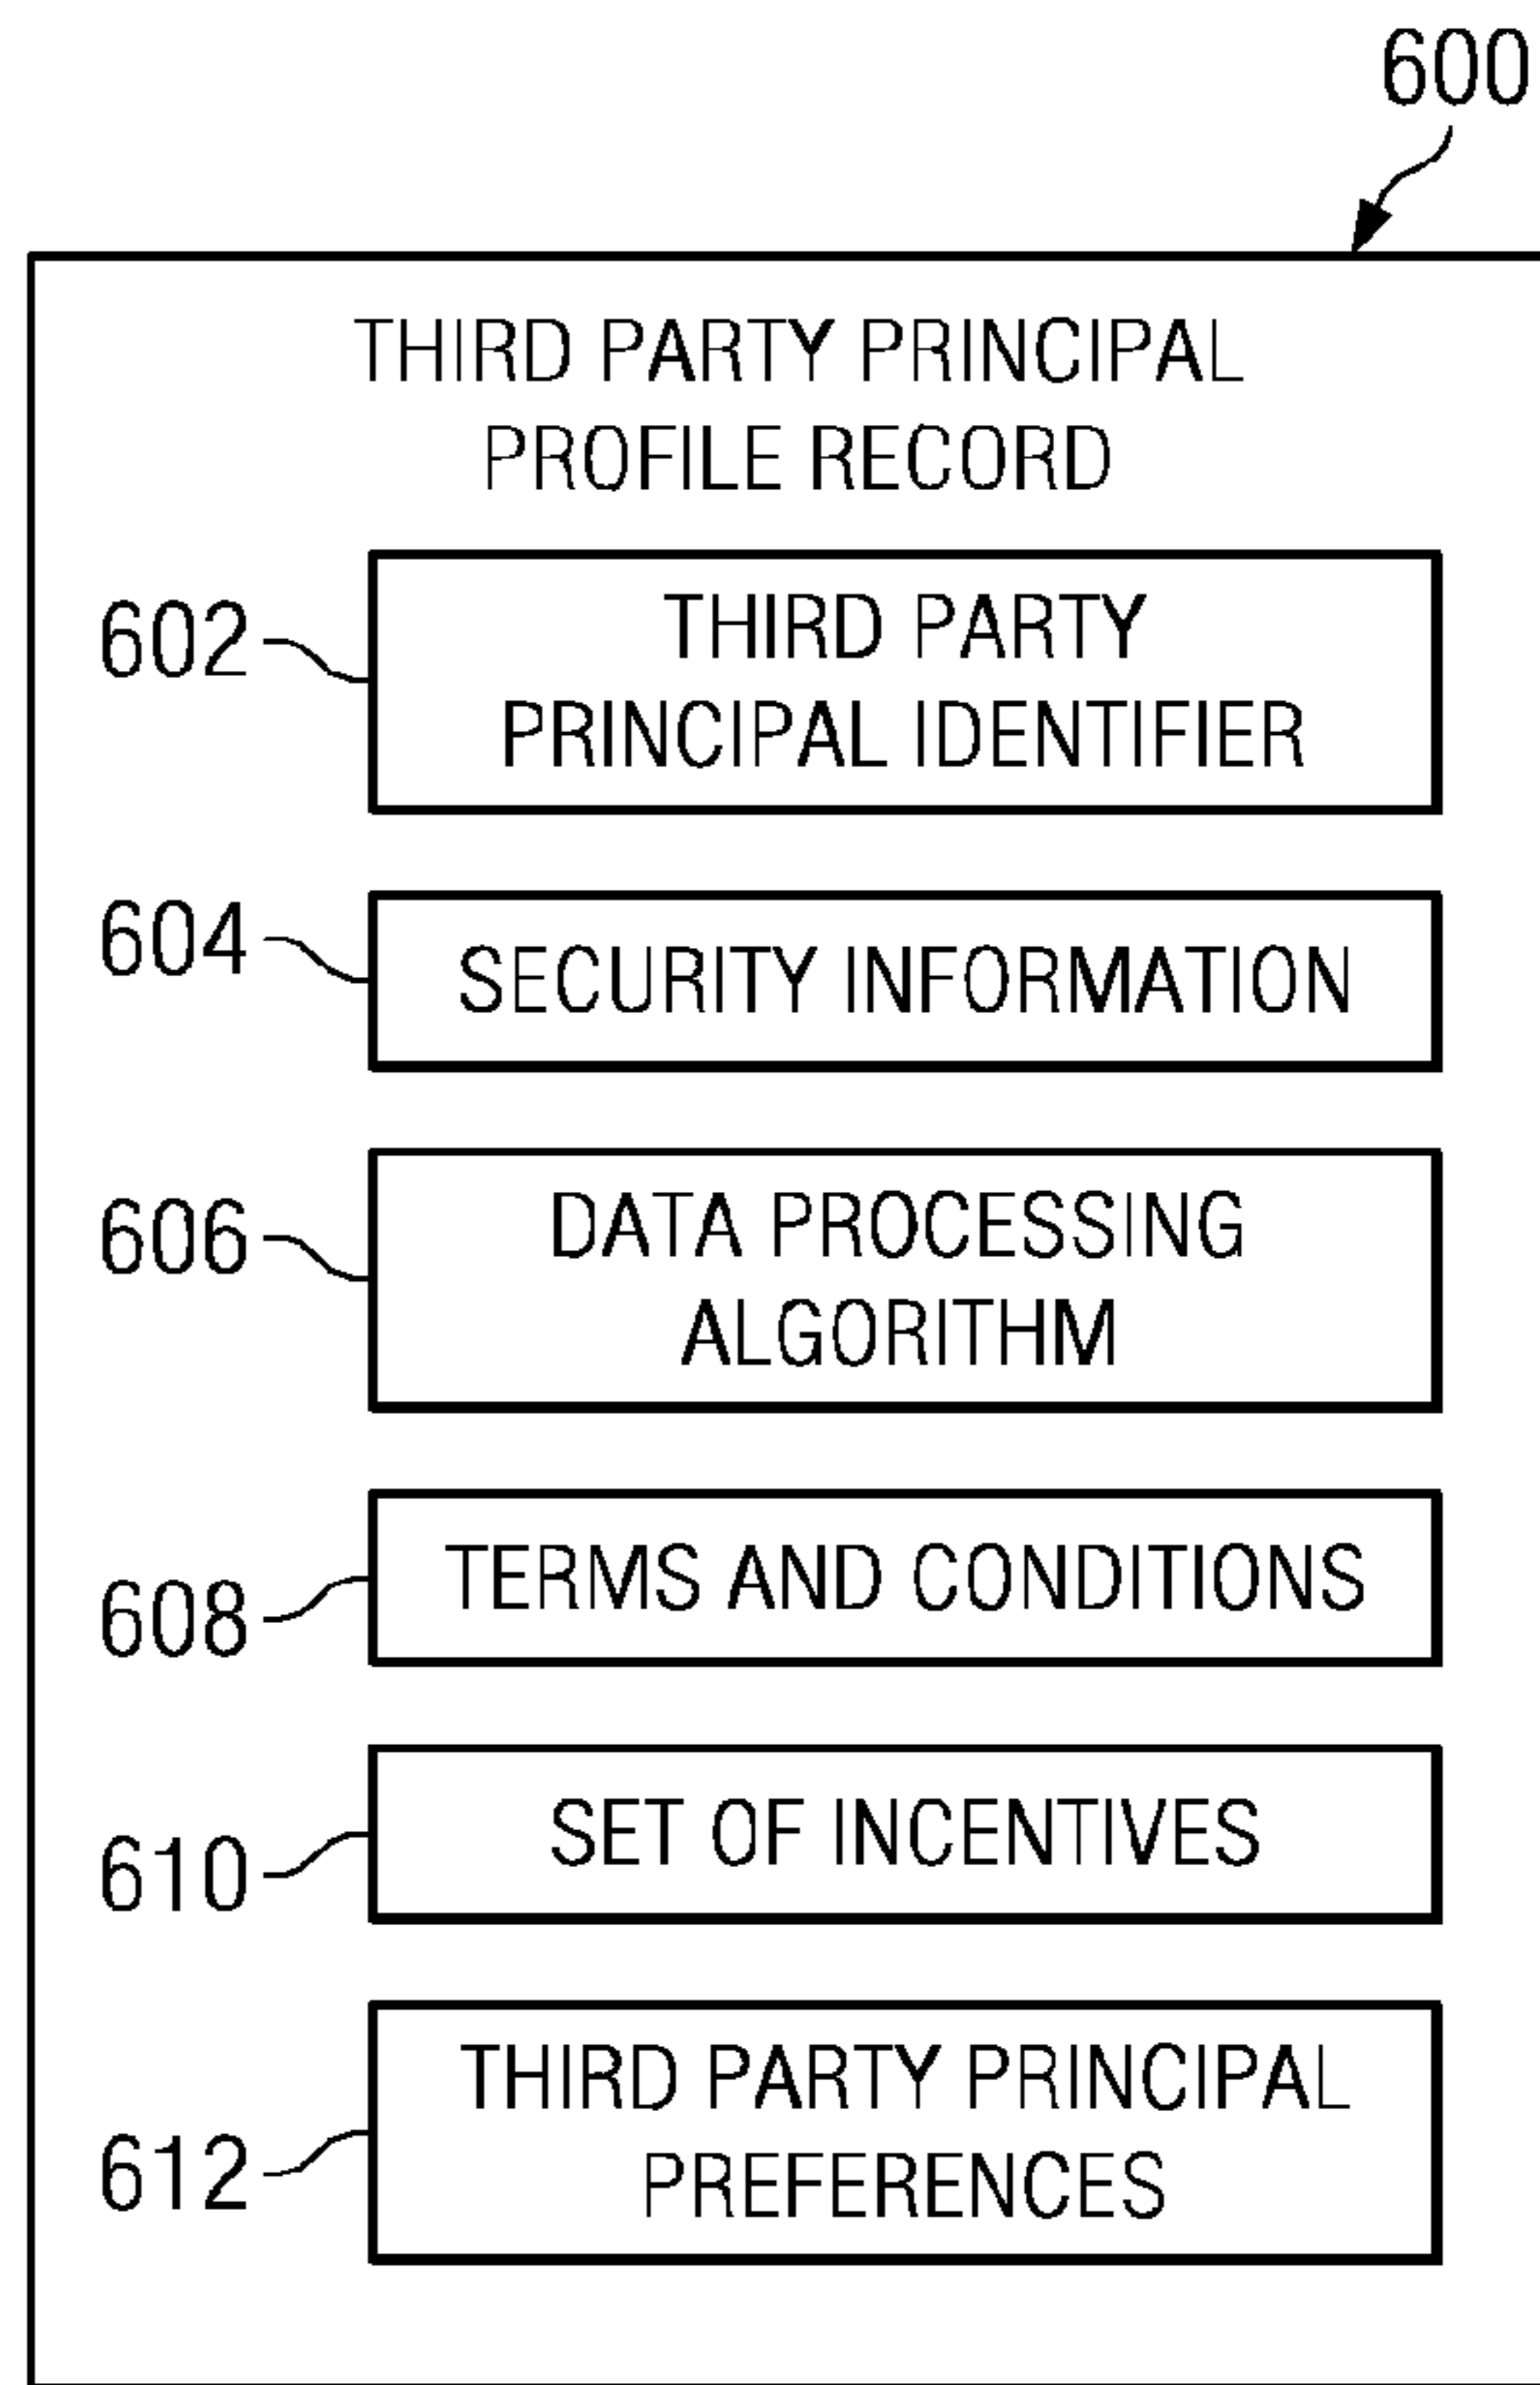 600
THIRD PARTY PRINCIPAL
PROFILE RECORD
602
THIRD PARTY
PRINCIPAL IDENTIFIER
604
SECURITY INFORMATION
606
DATA PROCESSING
ALGORITHM
608
TERMS AND CONDITIONS
610
SET OF INCENTIVES
612
THIRD PARTY PRINCIPAL
PREFERENCES